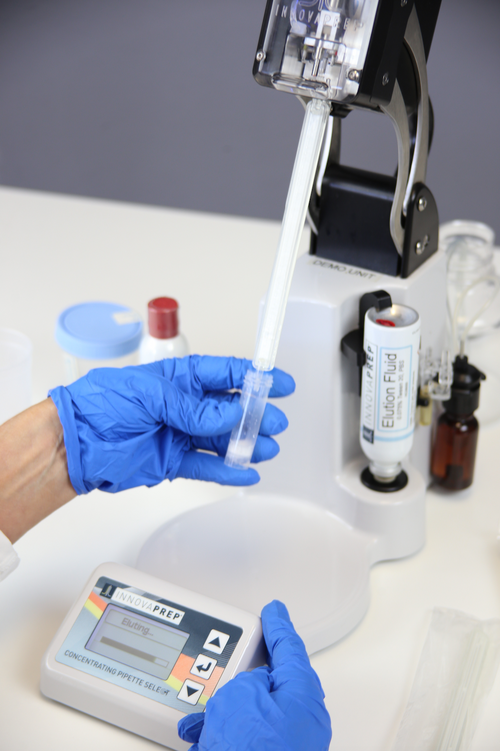 INNOVAPREP
DEMO UNIT
INNOVAPREP
Elution Fluid
INNOVAPREP
Eluting...
CONCENTRATING PIPETTE SELECT